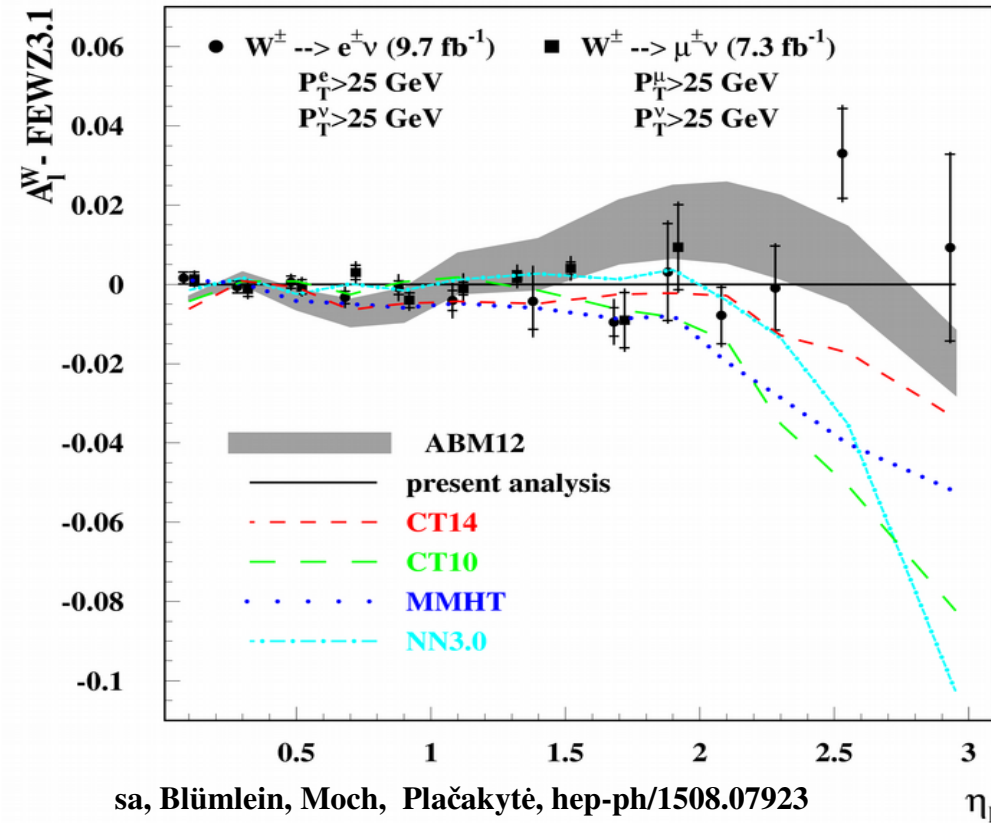 A_l^W - FEWZ3.1
W± --> e±ν (9.7 fb⁻¹)
P_T^e>25 GeV
P_T^ν>25 GeV
W± --> μ±ν (7.3 fb⁻¹)
P_T^μ>25 GeV
P_T^ν>25 GeV
0.06
0.04
0.02
0
-0.02
-0.04
-0.06
-0.08
-0.1
ABM12
present analysis
CT14
CT10
MMHT
NN3.0
0.5 1 1.5 2 2.5 3
sa, Blümlein, Moch, Plačakytė, hep-ph/1508.07923
η